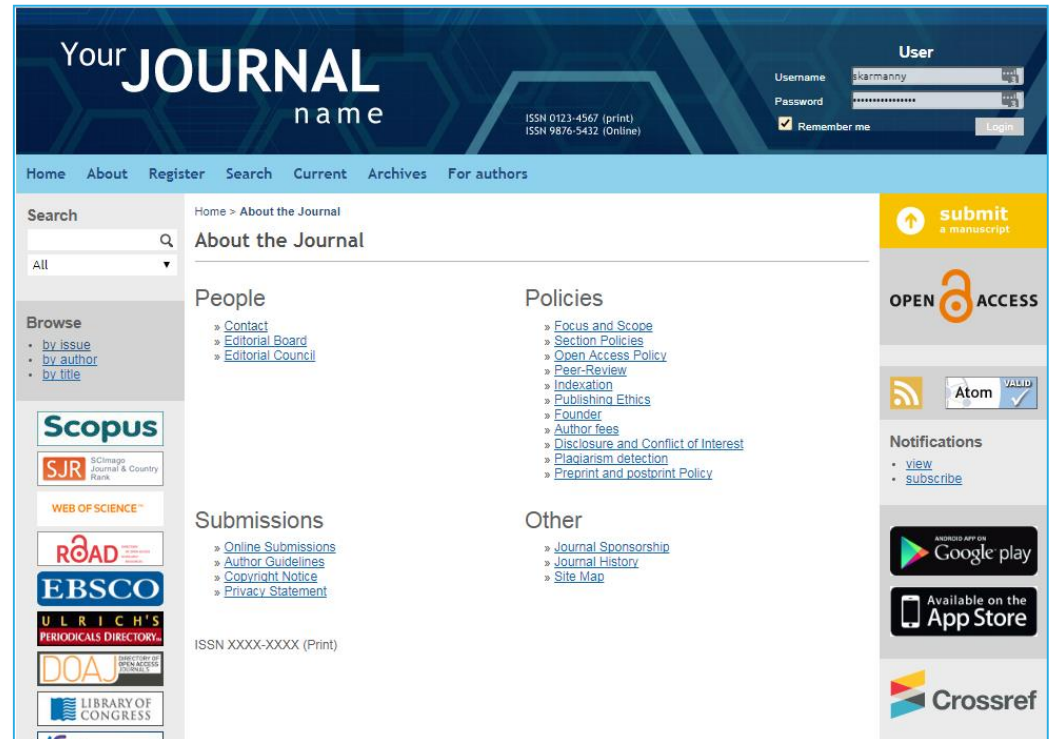 Your JOURNAL
name
ISSN 0123-4567 (print)
ISSN 9876-5432 (Online)
User
Username skarmanny
Password ••••••••••••••••
Remember me Login
Home About Register Search Current Archives For authors
Search
All
Browse
• by issue
• by author
• by title
Scopus
SJR SCImago
Journal & Country
Rank
WEB OF SCIENCE™
ROAD
EBSCO
ULRICH'S
PERIODICALS DIRECTORY™
DOAJ DIRECTORY OF
OPEN ACCESS
JOURNALS
LIBRARY OF
CONGRESS
Home > About the Journal
About the Journal
People
» Contact
» Editorial Board
» Editorial Council
Policies
» Focus and Scope
» Section Policies
» Open Access Policy
» Peer-Review
» Indexation
» Publishing Ethics
» Founder
» Author fees
» Disclosure and Conflict of Interest
» Plagiarism detection
» Preprint and postprint Policy
Submissions
» Online Submissions
» Author Guidelines
» Copyright Notice
» Privacy Statement
Other
» Journal Sponsorship
» Journal History
» Site Map
ISSN XXXX-XXXX (Print)
submit
a manuscript
OPEN ACCESS
Atom VALID
Notifications
• view
• subscribe
ANDROID APP ON
Google play
Available on the
App Store
Crossref